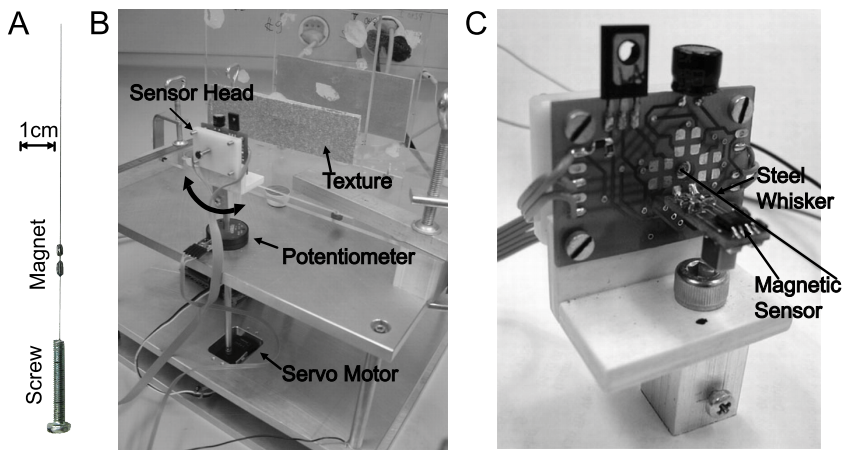 A
B
C
Sensor Head
1cm
Texture
Steel
Whisker
Magnet
Potentiometer
Magnetic
Sensor
Screw
Servo Motor